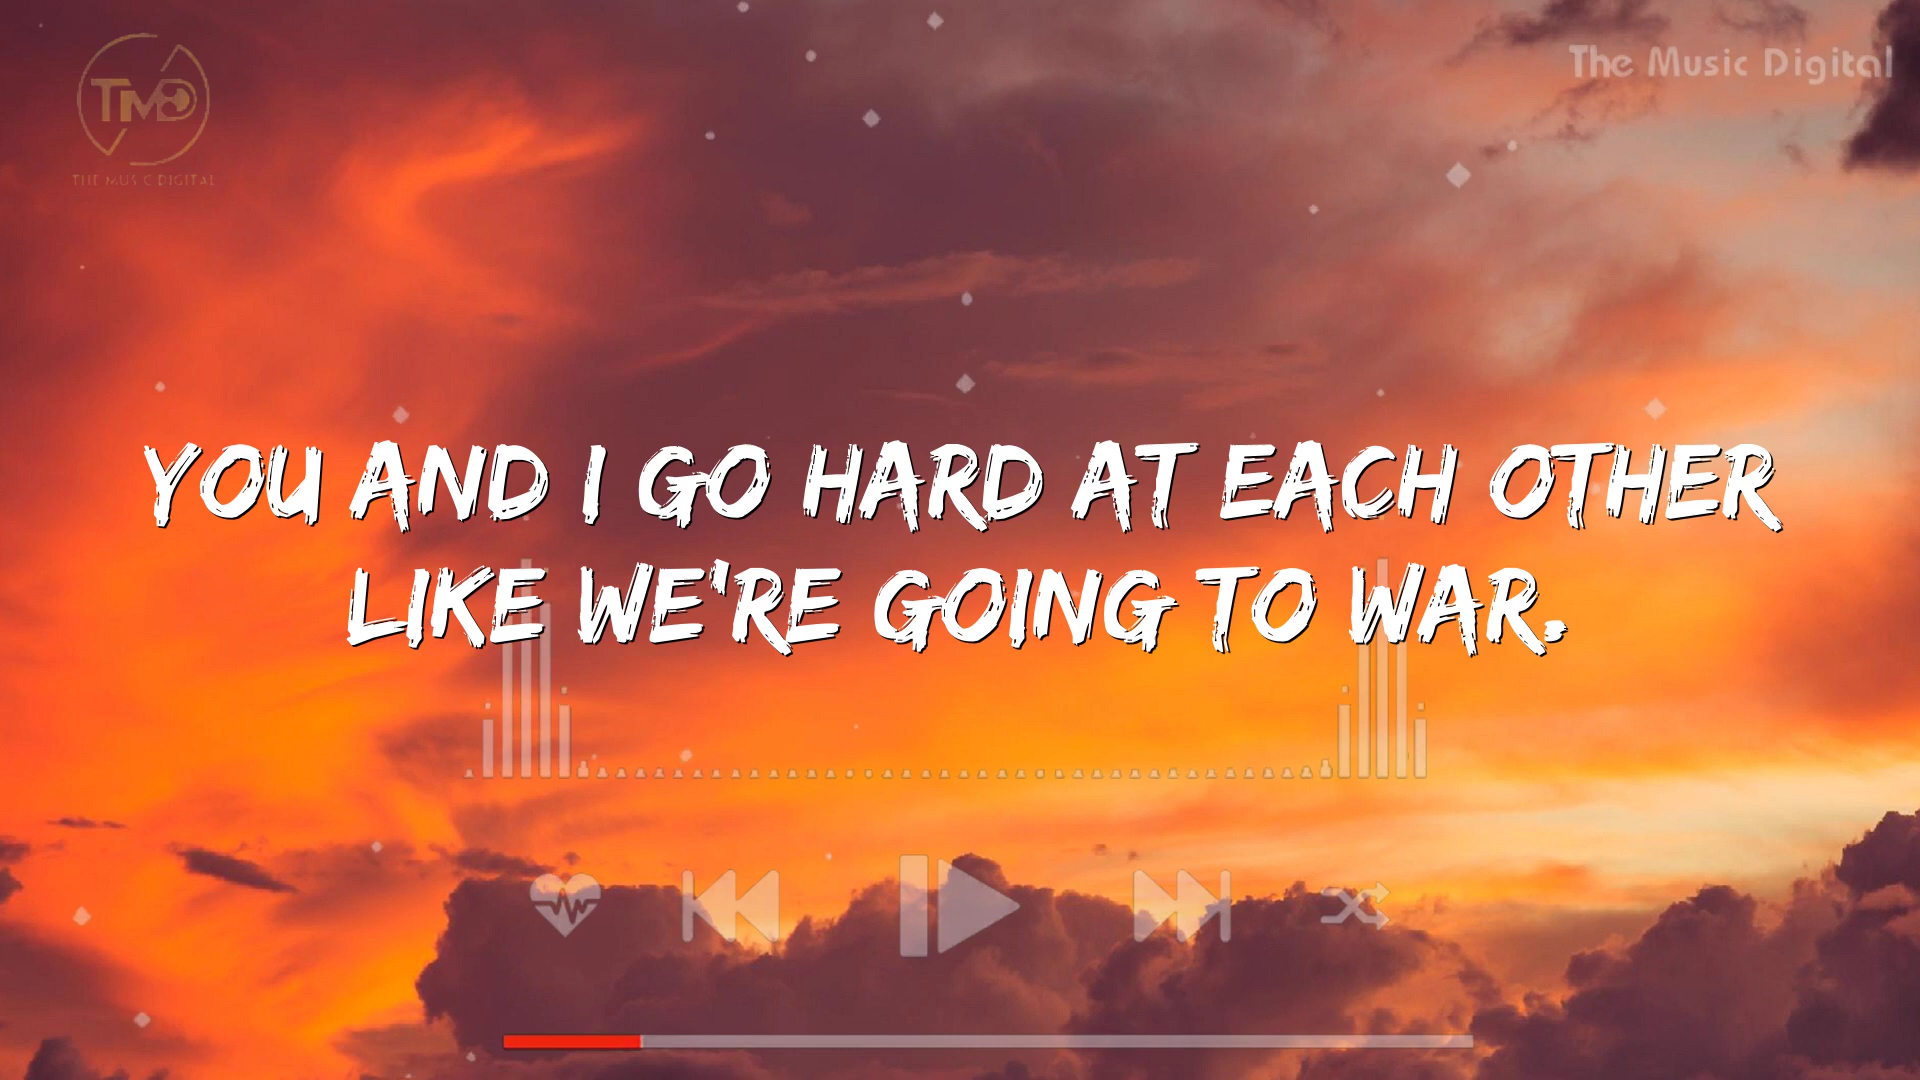 TMD
THE MUSIC DIGITAL
The Music Digital
YOU AND I GO HARD AT EACH OTHER
LIKE WE'RE GOING TO WAR.